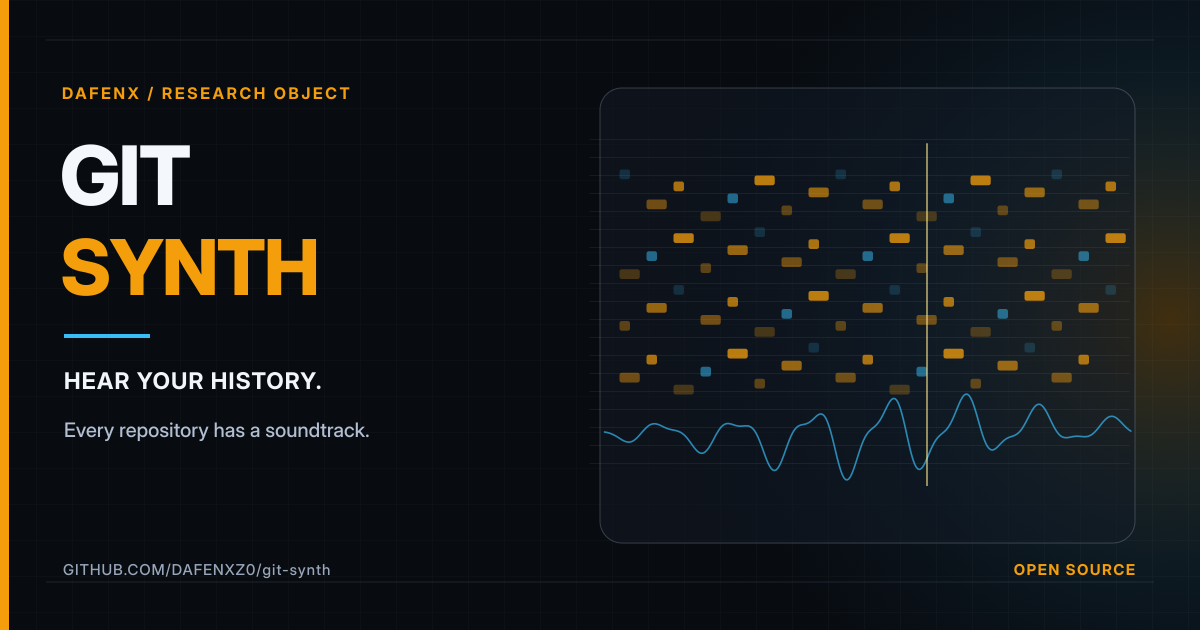 DAFENX / RESEARCH OBJECT
GIT
SYNTH
HEAR YOUR HISTORY.
Every repository has a soundtrack.
GITHUB.COM/DAFENXZ0/git-synth
OPEN SOURCE